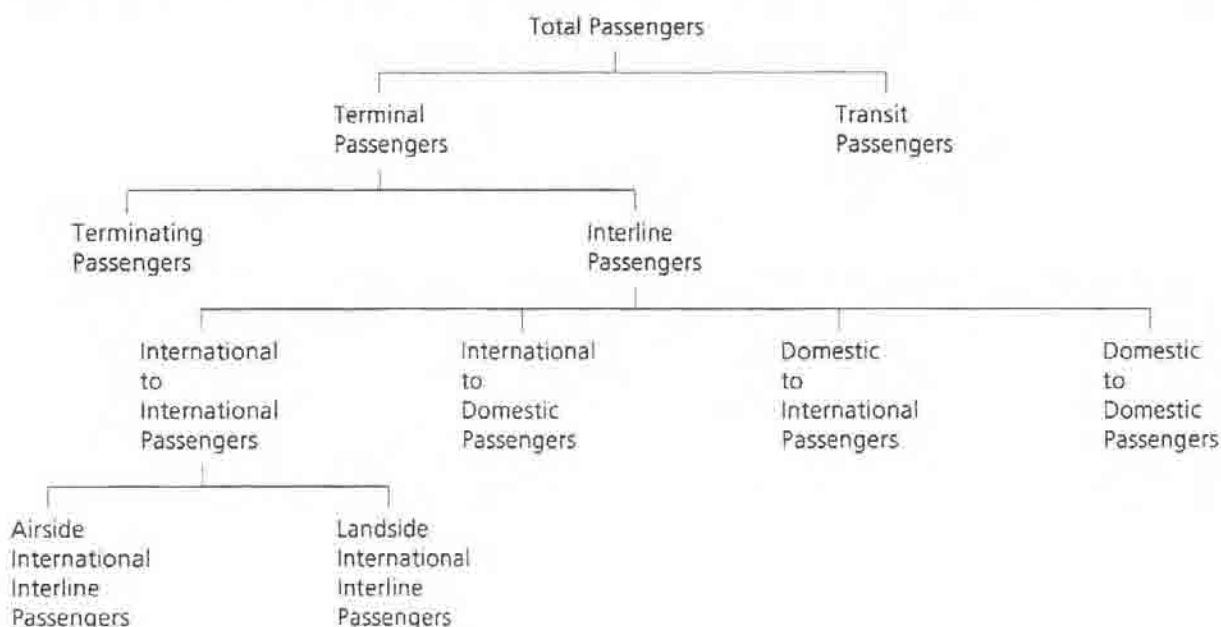 Total Passengers
Terminal
Passengers
Transit
Passengers
Terminating
Passengers
Interline
Passengers
International
to
International
Passengers
International
to
Domestic
Passengers
Domestic
to
International
Passengers
Domestic
to
Domestic
Passengers
Airside
International
Interline
Passengers
Landside
International
Interline
Passengers